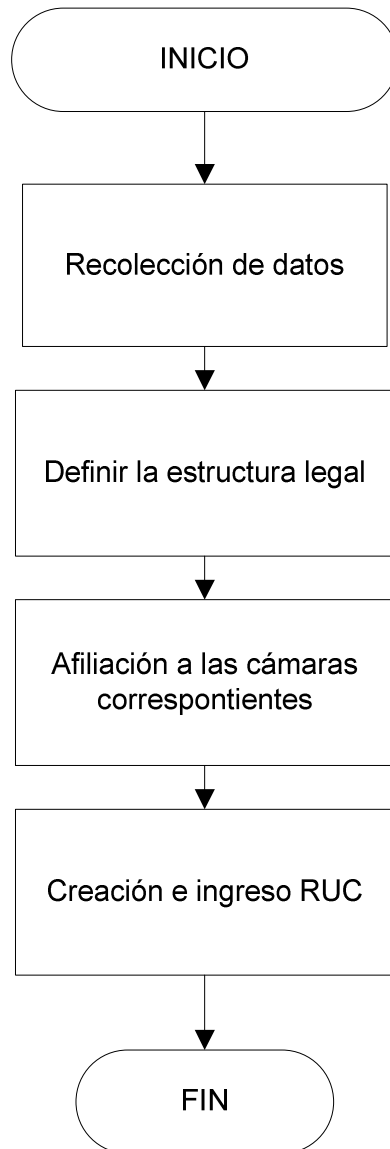 INICIO
Recolección de datos
Definir la estructura legal
Afiliación a las cámaras
correspontientes
Creación e ingreso RUC
FIN